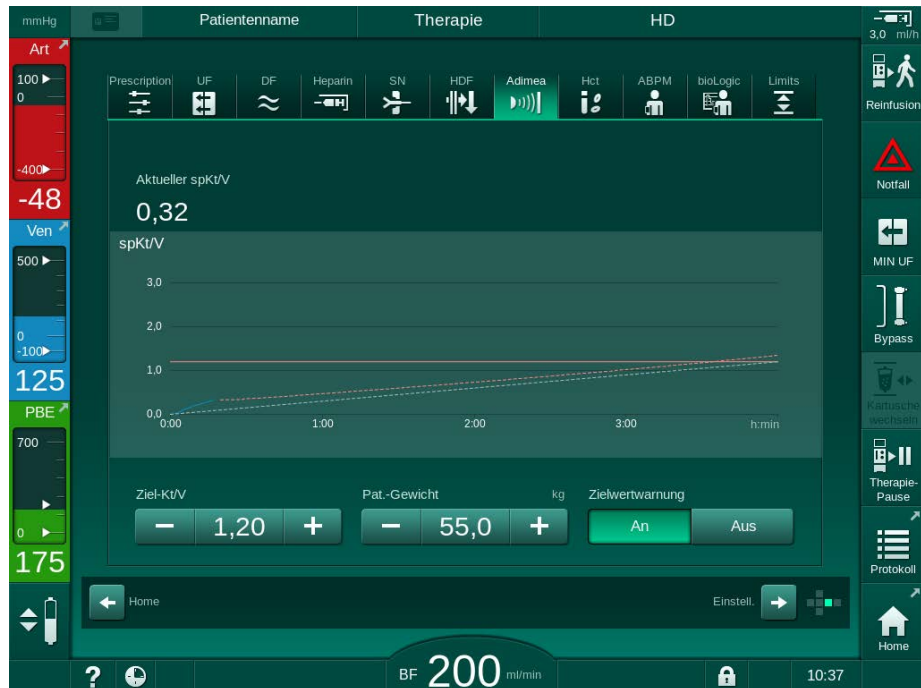 mmHg
Patientenname
Therapie
HD
3,0 ml/h
Art
100
0
-400
-48
Ven
500
0
-100
125
PBE
700
0
175
Prescription
UF
DF
Heparin
SN
HDF
Adimea
Hct
ABPM
bioLogic
Limits
Aktueller spKt/V
0,32
spKt/V
3,0
2,0
1,0
0,0
0:00
1:00
2:00
3:00
h:min
Ziel-Kt/V
Pat.-Gewicht
kg
Zielwertwarnung
− 1,20 +
− 55,0 +
An
Aus
Home
Einstell.
Reinfusion
Notfall
MIN UF
Bypass
Kartusche
wechseln
Therapie-
Pause
Protokoll
Home
?
BF 200 ml/min
10:37